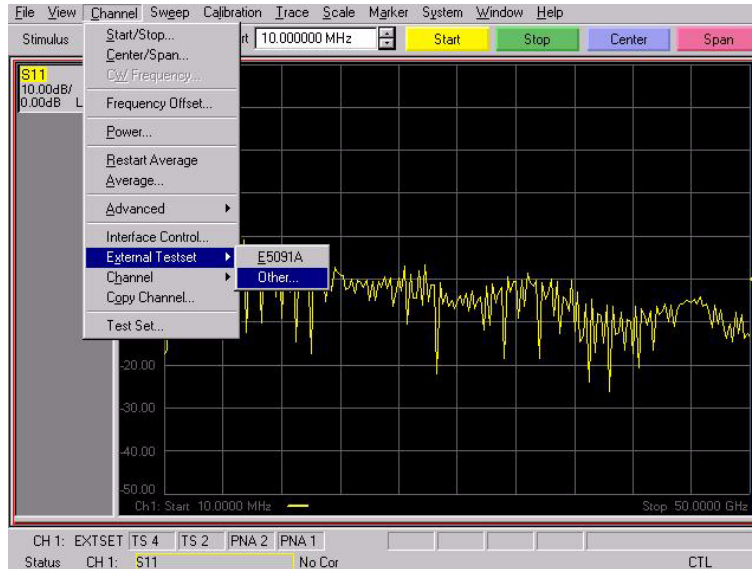 File View Channel Sweep Calibration Trace Scale Marker System Window Help
Stimulus 10.000000 MHz Start Stop Center Span
Start/Stop...
Center/Span...
CW Frequency...
Frequency Offset...
Power...
Restart Average
Average...
Advanced
Interface Control...
External Testset
Channel
Copy Channel...
Test Set...
E5091A
Other...
S11
10.00dB/
0.00dB L
-20.00
-30.00
-40.00
-50.00
Ch1: Start 10.0000 MHz Stop 50.0000 GHz
CH 1: EXTSET TS 4 TS 2 PNA 2 PNA 1
Status CH 1: S11 No Cor CTL